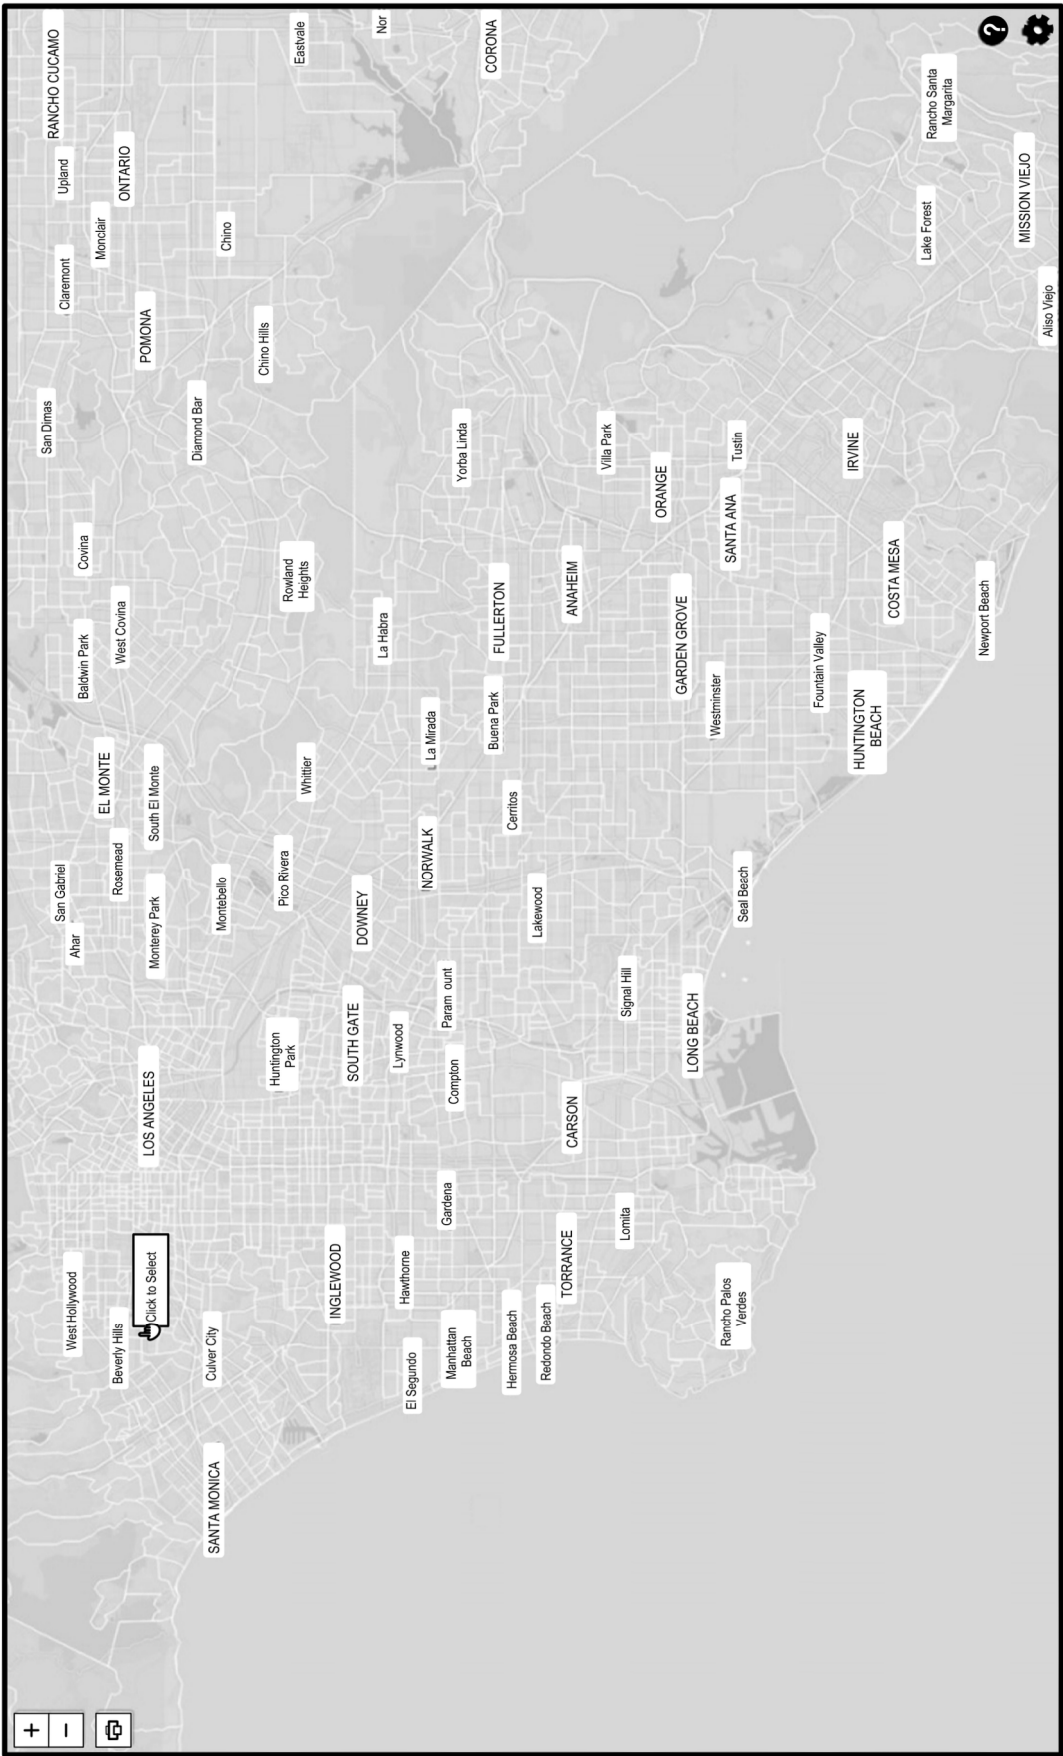 +
−
San Dimas
Claremont
Upland
RANCHO CUCAMO
San Gabriel
West Hollywood
Ahar
Baldwin Park
Covina
Monclair
EL MONTE
Beverly Hills
Rosemead
West Covina
ONTARIO
POMONA
Click to Select
LOS ANGELES
Monterey Park
South El Monte
Diamond Bar
SANTA MONICA
Culver City
Montebello
Chino
Chino Hills
Huntington
Park
Pico Rivera
Whittier
Rowland
Heights
Eastvale
INGLEWOOD
SOUTH GATE
DOWNEY
La Habra
Nor
Hawthorne
Lynwood
El Segundo
NORWALK
La Mirada
Manhattan
Beach
Gardena
Compton
Param ount
Yorba Linda
CORONA
Buena Park
FULLERTON
Hermosa Beach
Cerritos
Redondo Beach
Lakewood
TORRANCE
CARSON
ANAHEIM
Villa Park
Lomita
Signal Hill
ORANGE
GARDEN GROVE
LONG BEACH
Westminster
SANTA ANA
Tustin
Rancho Palos
Verdes
Seal Beach
Fountain Valley
IRVINE
HUNTINGTON
BEACH
COSTA MESA
Lake Forest
Rancho Santa
Margarita
Newport Beach
?
MISSION VIEJO
Aliso Viejo